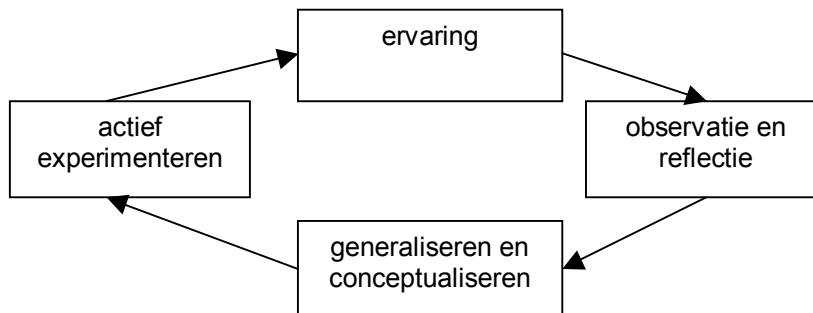 ervaring
actief
experimenteren
observatie en
reflectie
generaliseren en
conceptualiseren